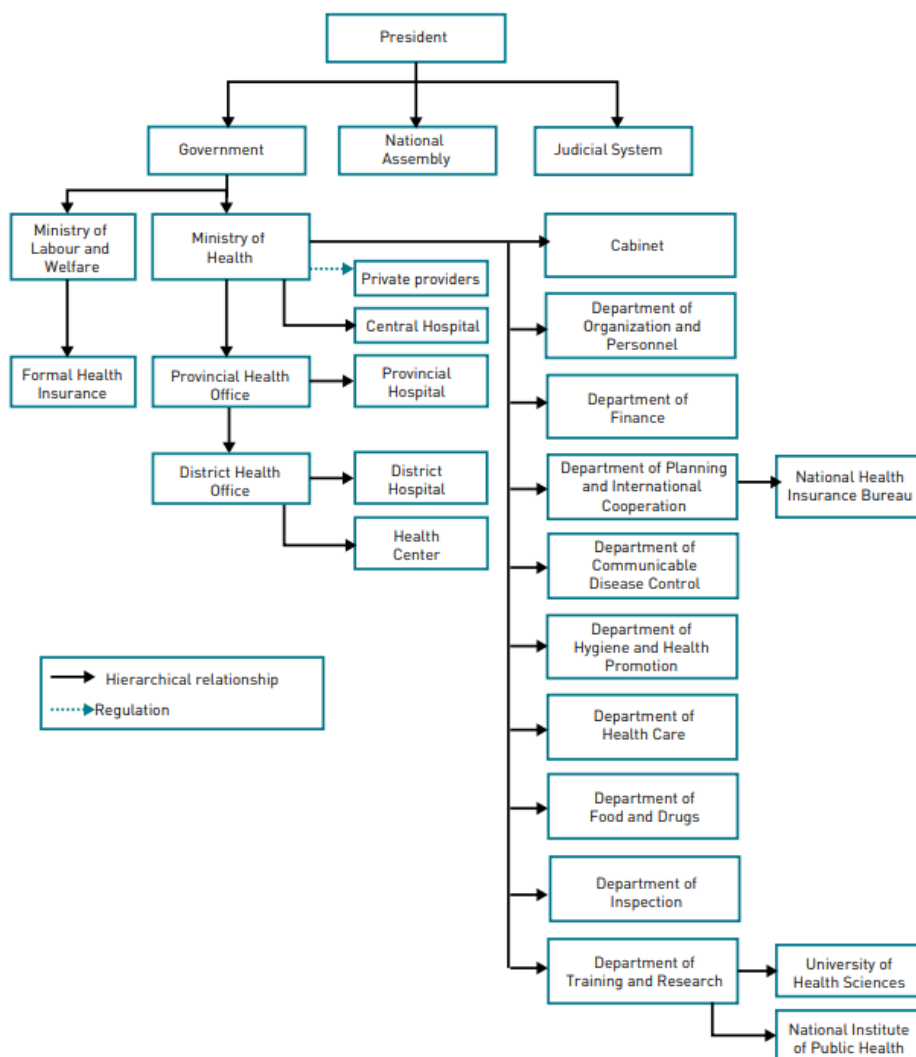 President
Government
National
Assembly
Judicial System
Ministry of
Labour and
Welfare
Ministry of
Health
Cabinet
Private providers
Central Hospital
Department of
Organization and
Personnel
Formal Health
Insurance
Provincial Health
Office
Provincial
Hospital
Department of
Finance
District Health
Office
District
Hospital
Department of Planning
and International
Cooperation
National Health
Insurance Bureau
Health
Center
Department of
Communicable
Disease Control
Department of
Hygiene and Health
Promotion
Hierarchical relationship
Regulation
Department of
Health Care
Department of
Food and Drugs
Department of
Inspection
Department of
Training and Research
University of
Health Sciences
National Institute
of Public Health